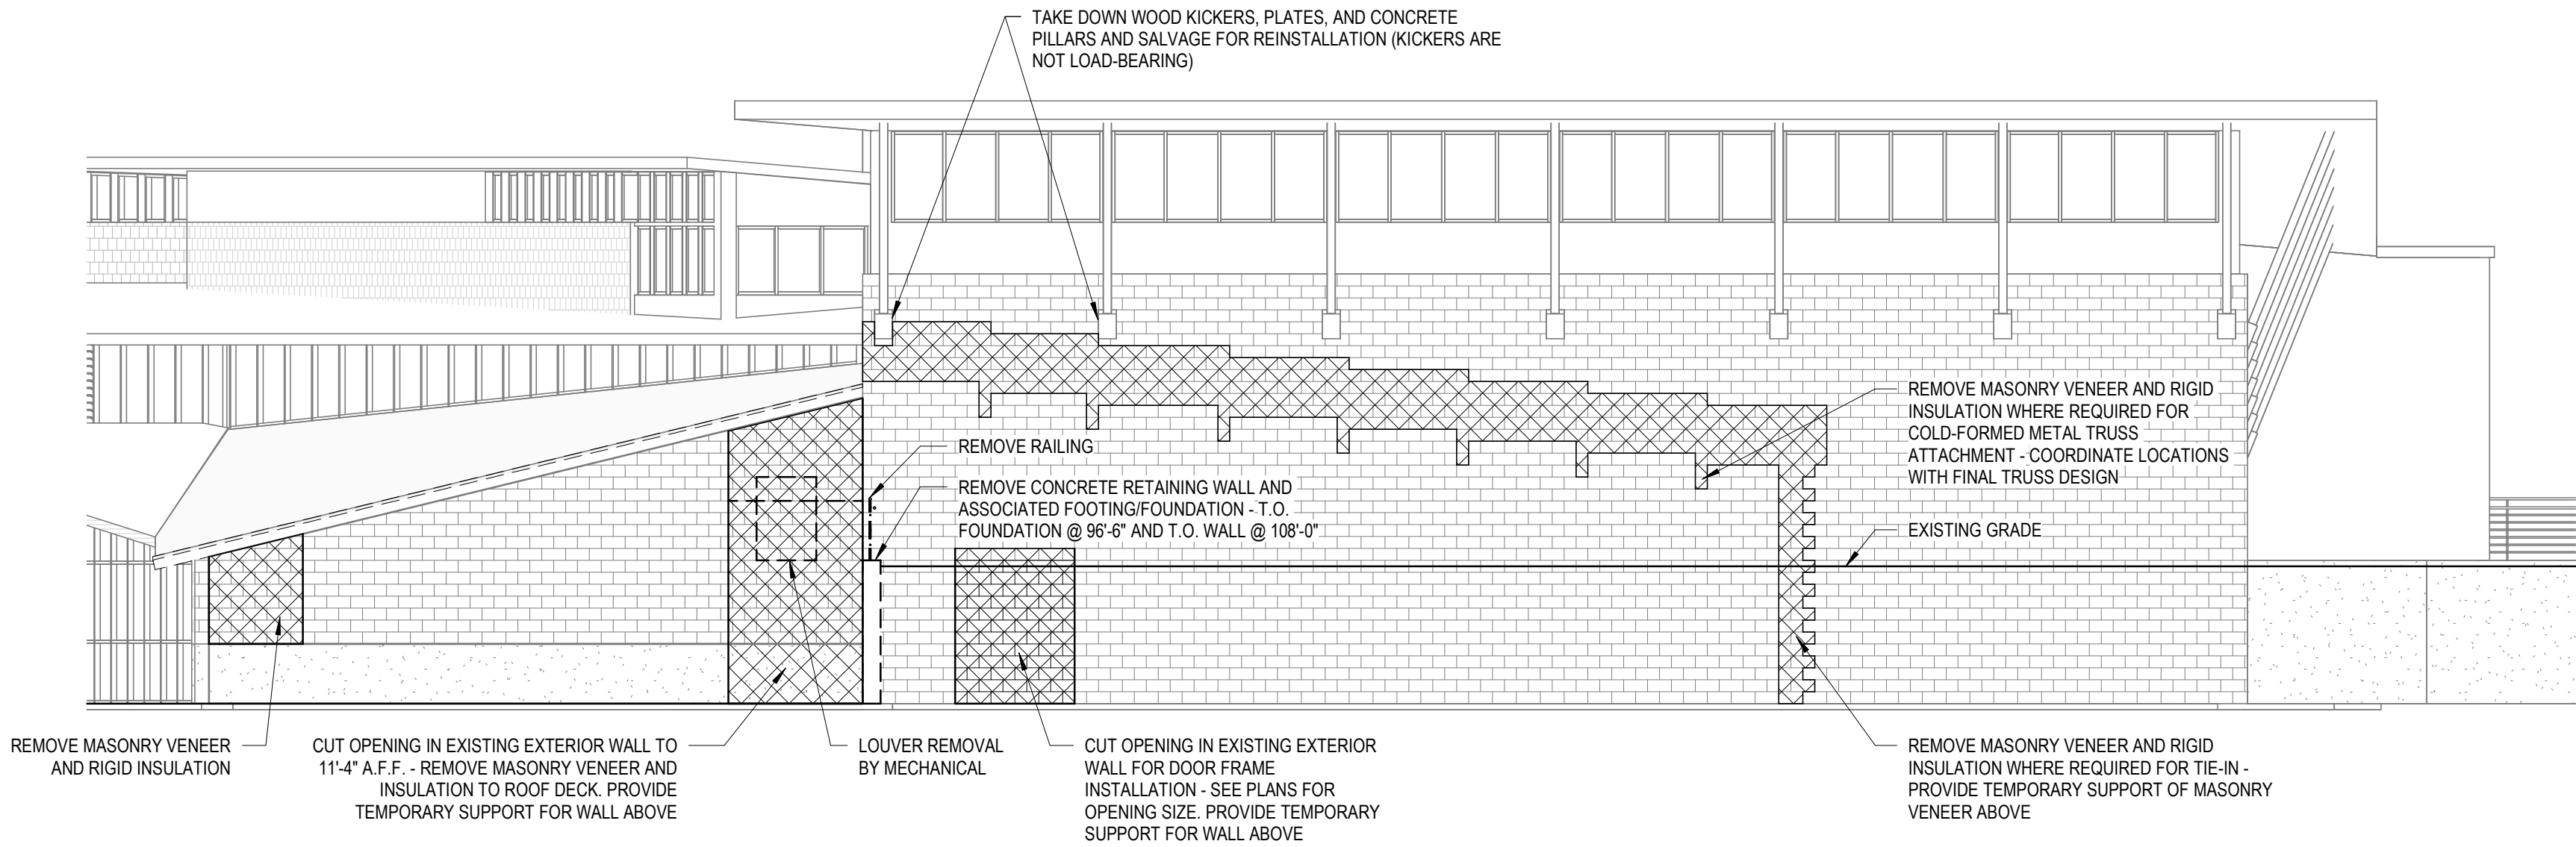 TAKE DOWN WOOD KICKERS, PLATES, AND CONCRETE
PILLARS AND SALVAGE FOR REINSTALLATION (KICKERS ARE
NOT LOAD-BEARING)
REMOVE MASONRY VENEER AND RIGID
INSULATION WHERE REQUIRED FOR
COLD-FORMED METAL TRUSS
ATTACHMENT - COORDINATE LOCATIONS
WITH FINAL TRUSS DESIGN
REMOVE RAILING
REMOVE CONCRETE RETAINING WALL AND
ASSOCIATED FOOTING/FOUNDATION - T.O.
FOUNDATION @ 96'-6" AND T.O. WALL @ 108'-0"
EXISTING GRADE
REMOVE MASONRY VENEER
AND RIGID INSULATION
CUT OPENING IN EXISTING EXTERIOR WALL TO
11'-4" A.F.F. - REMOVE MASONRY VENEER AND
INSULATION TO ROOF DECK. PROVIDE
TEMPORARY SUPPORT FOR WALL ABOVE
LOUVER REMOVAL
BY MECHANICAL
CUT OPENING IN EXISTING EXTERIOR
WALL FOR DOOR FRAME
INSTALLATION - SEE PLANS FOR
OPENING SIZE. PROVIDE TEMPORARY
SUPPORT FOR WALL ABOVE
REMOVE MASONRY VENEER AND RIGID
INSULATION WHERE REQUIRED FOR TIE-IN -
PROVIDE TEMPORARY SUPPORT OF MASONRY
VENEER ABOVE